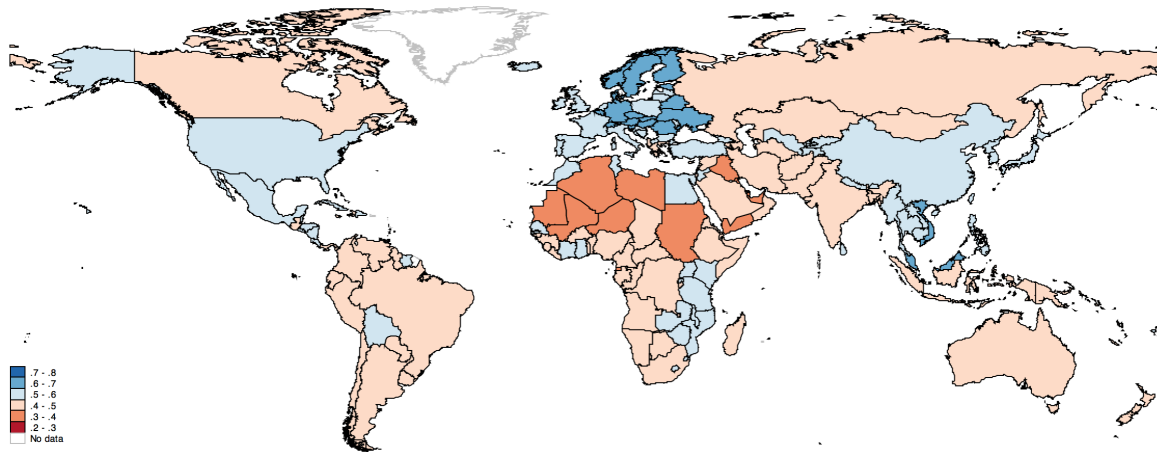 .7 - .8
.6 - .7
.5 - .6
.4 - .5
.3 - .4
.2 - .3
No data